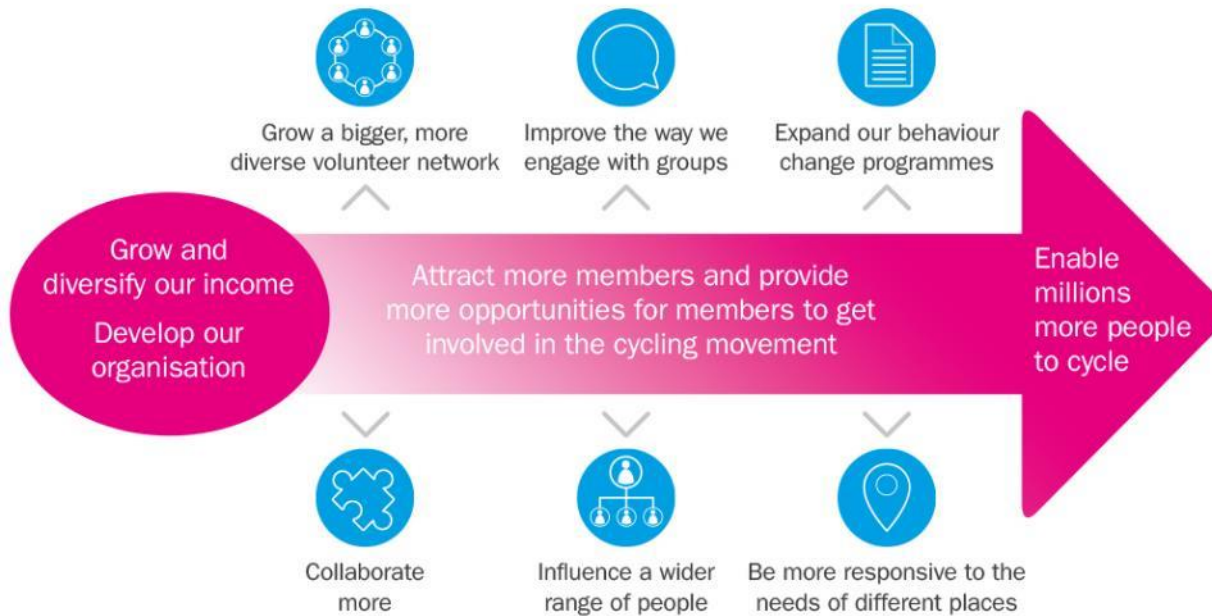 Grow a bigger, more
diverse volunteer network
Improve the way we
engage with groups
Expand our behaviour
change programmes
Grow and
diversify our income
Develop our
organisation
Attract more members and provide
more opportunities for members to get
involved in the cycling movement
Enable
millions
more people
to cycle
Collaborate
more
Influence a wider
range of people
Be more responsive to the
needs of different places